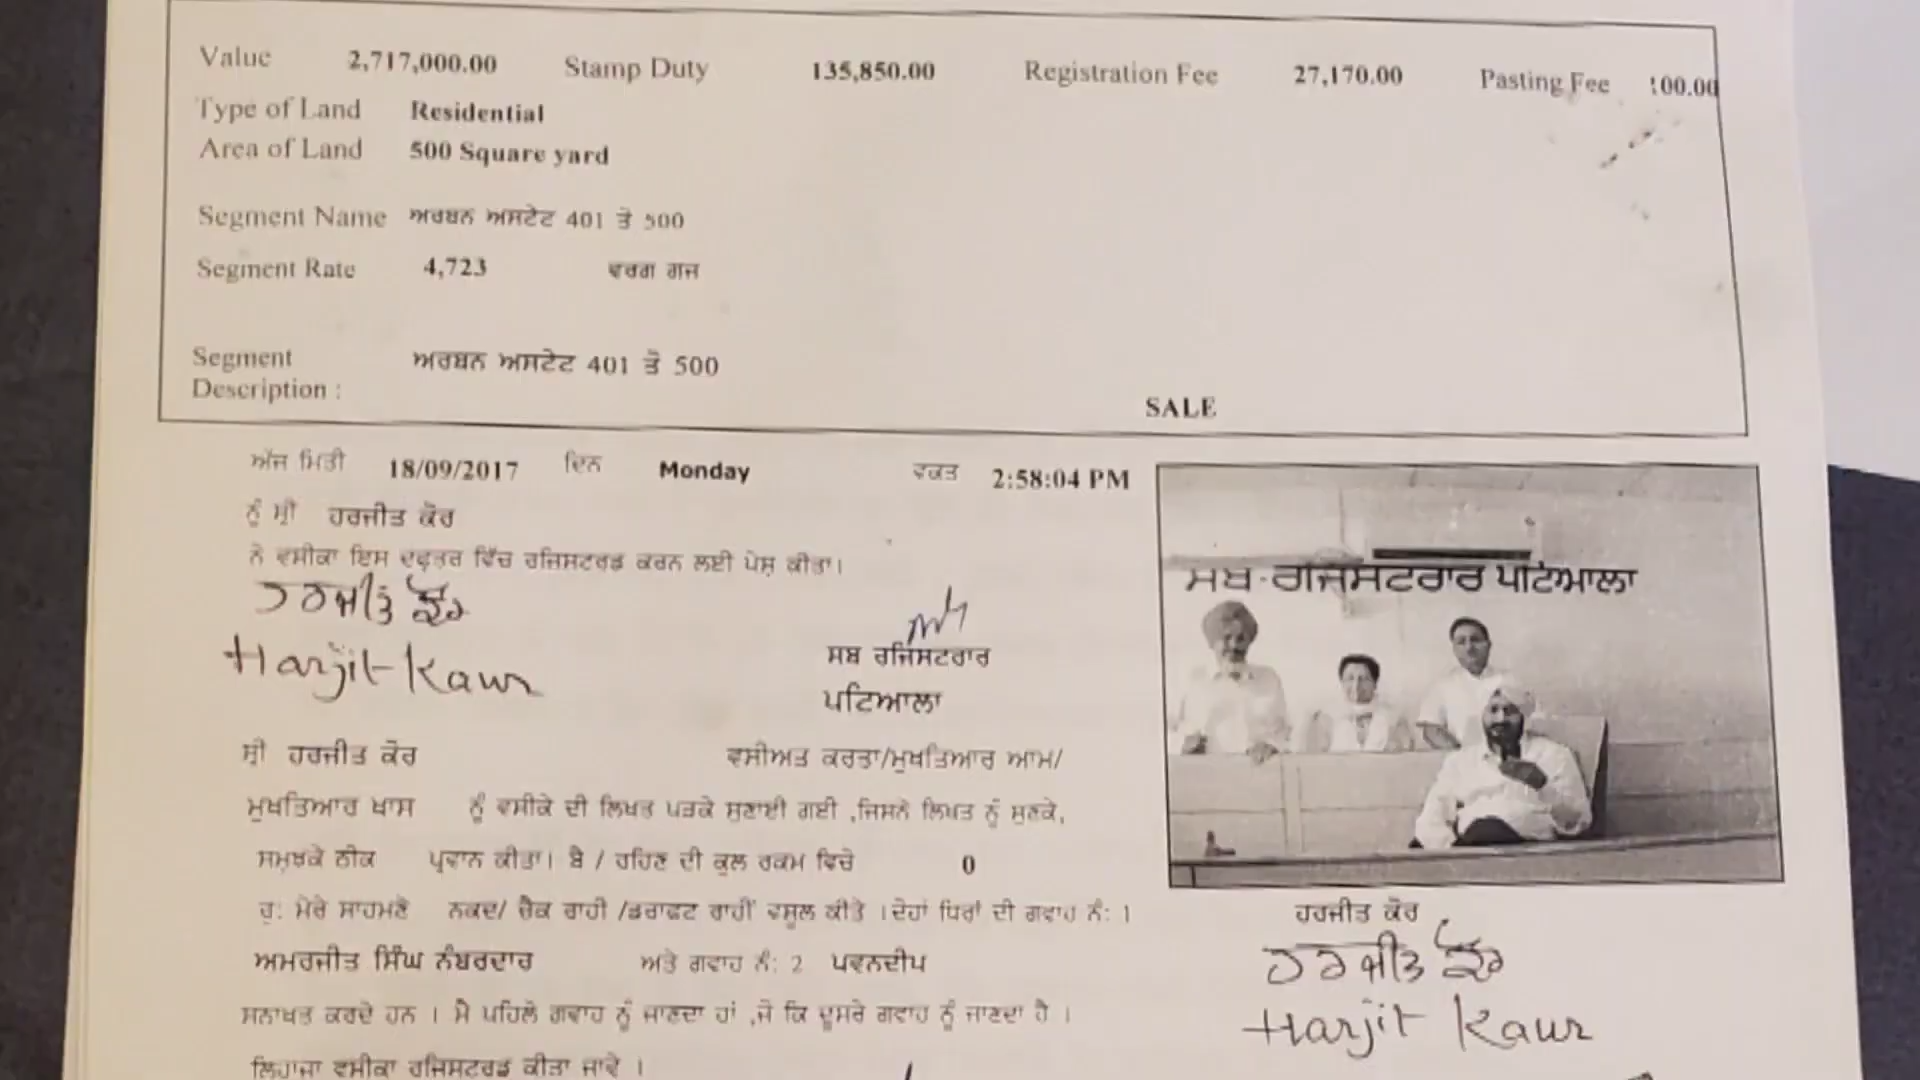 Value 2,717,000.00 Stamp Duty 135,850.00 Registration Fee 27,170.00 Pasting Fee 100.00
Type of Land Residential
Area of Land 500 Square yard
Segment Name ਅਰਬਨ ਅਸਟੇਟ 401 ਤੋ 500
Segment Rate 4,723 ਵਰਗ ਗਜ
Segment Description : ਅਰਬਨ ਅਸਟੇਟ 401 ਤੋ 500
SALE
ਅੱਜ ਮਿਤੀ 18/09/2017 ਦਿਨ Monday ਵਕਤ 2:58:04 PM
ਨੂੰ ਸ੍ਰੀ ਹਰਜੀਤ ਕੋਰ
ਨੇ ਵਸੀਕਾ ਇਸ ਦਫ੍ਤਰ ਵਿੱਚ ਰਜਿਸਟਰਡ ਕਰਨ ਲਈ ਪੇਸ਼ ਕੀਤਾ।
ਹਰਜੀਤ ਕੌਰ
Harjit Kaur
ਸਬ ਰਜਿਸਟਰਾਰ
ਪਟਿਆਲਾ
ਸਬ ਰਜਿਸਟਰਾਰ ਪਟਿਆਲਾ
ਸ੍ਰੀ ਹਰਜੀਤ ਕੋਰ ਵਸੀਅਤ ਕਰਤਾ/ਮੁਖਤਿਆਰ ਆਮ/
ਮੁਖਤਿਆਰ ਖਾਸ ਨੂੰ ਵਸੀਕੇ ਦੀ ਲਿਖਤ ਪੜਕੇ ਸੁਣਾਈ ਗਈ ,ਜਿਸਨੇ ਲਿਖਤ ਨੂੰ ਸੁਣਕੇ,
ਸਮਝਕੇ ਠੀਕ ਪ੍ਰਵਾਨ ਕੀਤਾ। ਬੈ / ਰਹਿਣ ਦੀ ਕੁਲ ਰਕਮ ਵਿਚੋ 0
ਰੁ: ਮੇਰੇ ਸਾਹਮਣੇ ਨਕਦ/ ਚੈਕ ਰਾਹੀ /ਡਰਾਫਟ ਰਾਹੀਂ ਵਸੂਲ ਕੀਤੇ ।ਦੋਹਾਂ ਧਿਰਾਂ ਦੀ ਗਵਾਹ ਨੰ: 1
ਅਮਰਜੀਤ ਸਿੰਘ ਨੰਬਰਦਾਰ ਅਤੇ ਗਵਾਹ ਨੰ: 2 ਪਵਨਦੀਪ
ਸਨਾਖਤ ਕਰਦੇ ਹਨ । ਮੈ ਪਹਿਲੇ ਗਵਾਹ ਨੂੰ ਜਾਣਦਾ ਹਾਂ ,ਜੋ ਕਿ ਦੂਸਰੇ ਗਵਾਹ ਨੂੰ ਜਾਣਦਾ ਹੈ ।
ਲਿਹਾਜਾ ਵਸੀਕਾ ਰਜਿਸਟਰਡ ਕੀਤਾ ਜਾਵੇ ।
ਹਰਜੀਤ ਕੋਰ
ਹਰਜੀਤ ਕੌਰ
Harjit Kaur